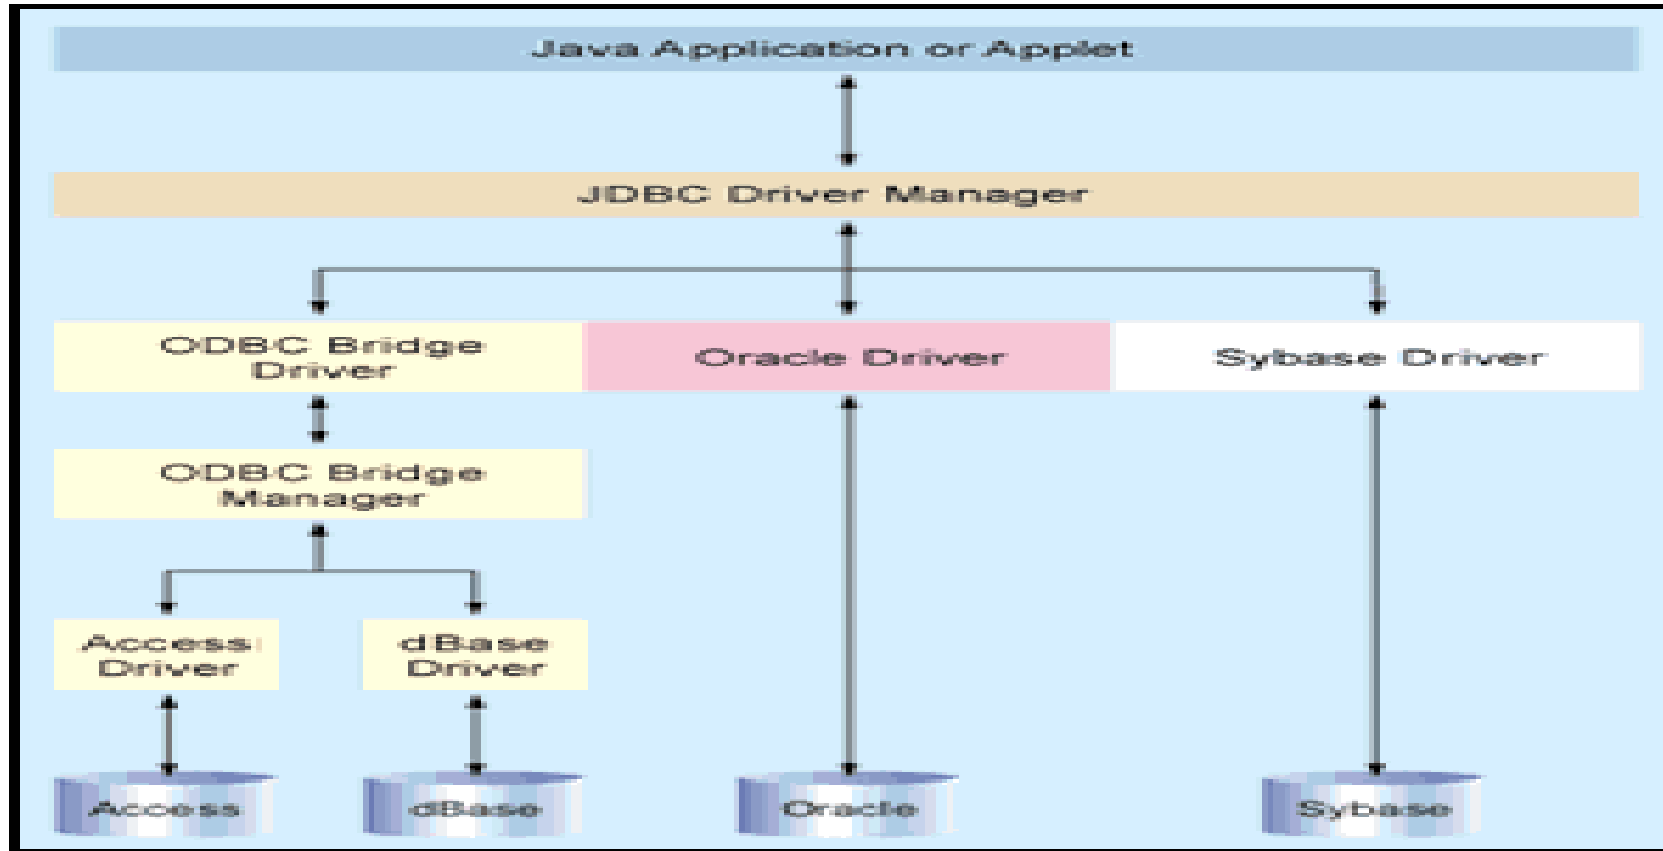 Java Application or Applet
JDBC Driver Manager
ODBC Bridge
Driver
Oracle Driver
Sybase Driver
ODBC Bridge
Manager
Access
Driver
dBase
Driver
Access
dBase
Oracle
Sybase